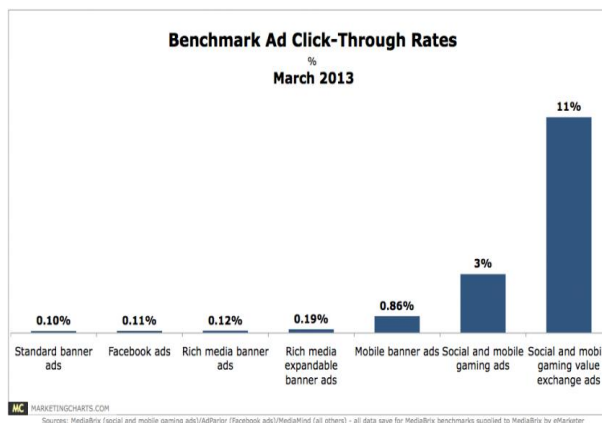 Benchmark Ad Click-Through Rates
%
March 2013
11%
3%
0.86%
0.19%
0.12%
0.11%
0.10%
Standard banner
ads
Facebook ads
Rich media banner
ads
Rich media
expandable
banner ads
Mobile banner ads
Social and mobile
gaming ads
Social and mobi
gaming value
exchange ads
MC MARKETINGCHARTS.COM
Sources: MediaBrix (social and mobile gaming ads)/AdParlor (Facebook ads)/MediaMind (all others) - all data save for MediaBrix benchmarks supplied to MediaBrix by eMarketer